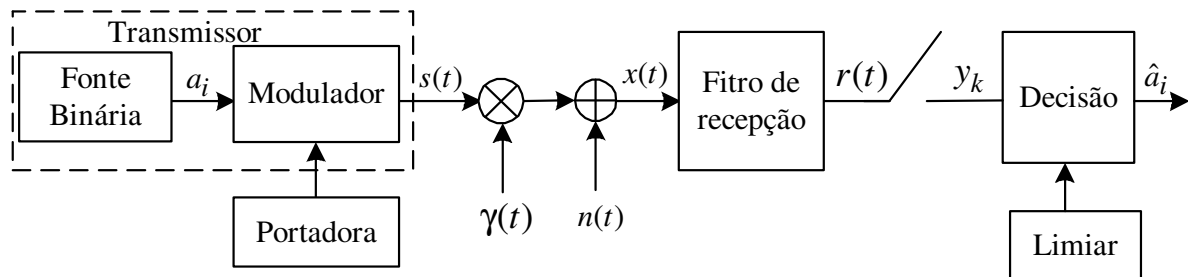 Transmissor
Fonte
Binária
a_i
Modulador
s(t)
γ(t)
n(t)
x(t)
Fitro de
recepção
r(t)
y_k
Decisão
â_i
Portadora
Limiar